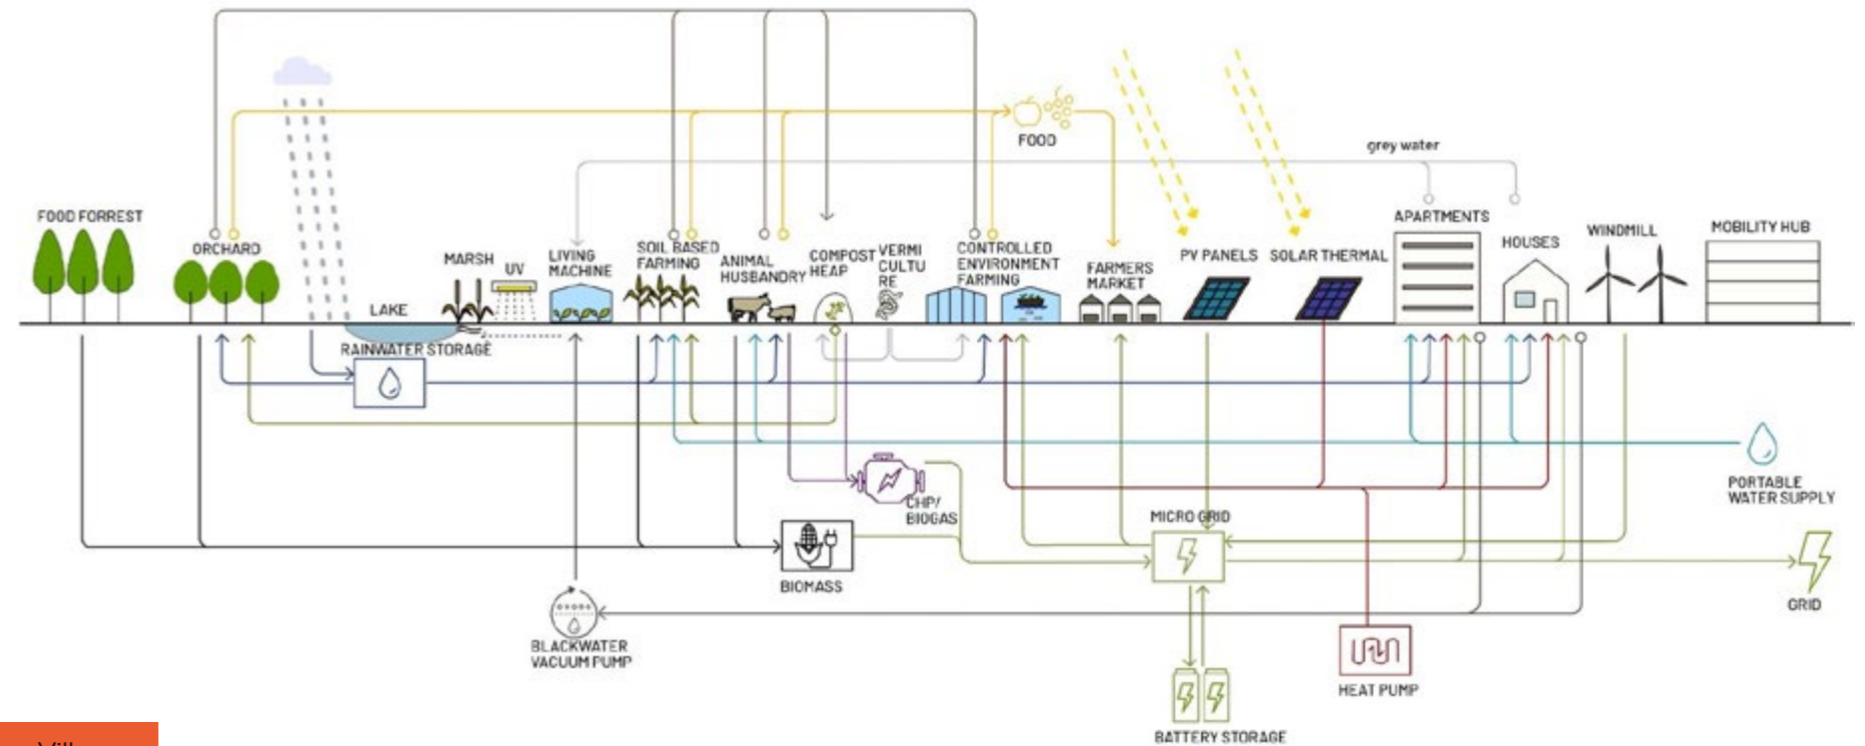 FOOD
grey water
FOOD FORREST
ORCHARD
LAKE
RAINWATER STORAGE
MARSH
UV
LIVING
MACHINE
SOIL BASED
FARMING
ANIMAL
HUSBANDRY
COMPOST
HEAP
VERMI
CULTU
RE
CONTROLLED
ENVIRONMENT
FARMING
FARMERS
MARKET
PV PANELS
SOLAR THERMAL
APARTMENTS
HOUSES
WINDMILL
MOBILITY HUB
CHP/
BIOGAS
BIOMASS
MICRO GRID
PORTABLE
WATER SUPPLY
GRID
BLACKWATER
VACUUM PUMP
HEAT PUMP
BATTERY STORAGE